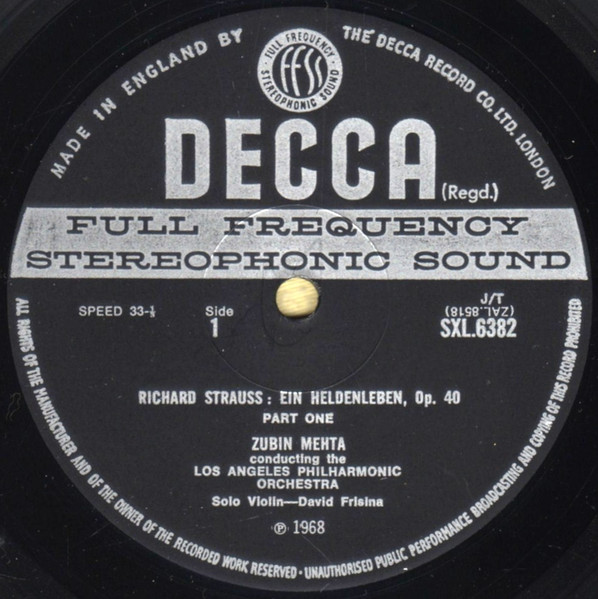 MADE IN ENGLAND BY
THE DECCA RECORD CO. LTD. LONDON
FULL FREQUENCY
FFSS
STEREOPHONIC SOUND
DECCA (Regd.)
FULL FREQUENCY
STEREOPHONIC SOUND
SPEED 33-⅓
Side
1
J/T
(ZAL.8518)
SXL.6382
RICHARD STRAUSS: EIN HELDENLEBEN, Op. 40
PART ONE
ZUBIN MEHTA
conducting the
LOS ANGELES PHILHARMONIC
ORCHESTRA
Solo Violin—David Frisina
℗ 1968
ALL RIGHTS OF THE MANUFACTURER AND OF THE OWNER OF THE RECORDED WORK RESERVED · UNAUTHORISED PUBLIC PERFORMANCE BROADCASTING AND COPYING OF THIS RECORD PROHIBITED